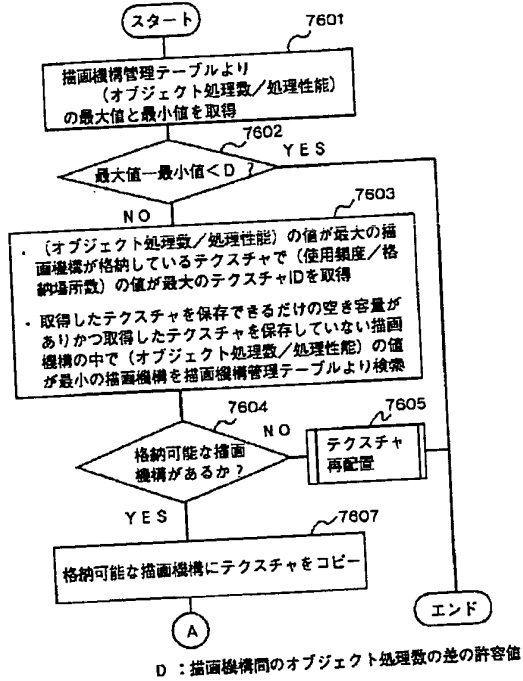 スタート
7601
描画機構管理テーブルより
(オブジェクト処理数/処理性能)
の最大値と最小値を取得
7602
最大値ー最小値<D ?
YES
NO
7603
・(オブジェクト処理数/処理性能)の値が最大の描
画機構が格納しているテクスチャで(使用頻度/格
納場所数)の値が最大のテクスチャIDを取得
・取得したテクスチャを保存できるだけの空き容量が
ありかつ取得したテクスチャを保存していない描画
機構の中で(オブジェクト処理数/処理性能)の値
が最小の描画機構を描画機構管理テーブルより検索
7604
格納可能な描画
機構があるか?
NO
7605
テクスチャ
再配置
YES
7607
格納可能な描画機構にテクスチャをコピー
A
エンド
D :描画機構間のオブジェクト処理数の差の許容値